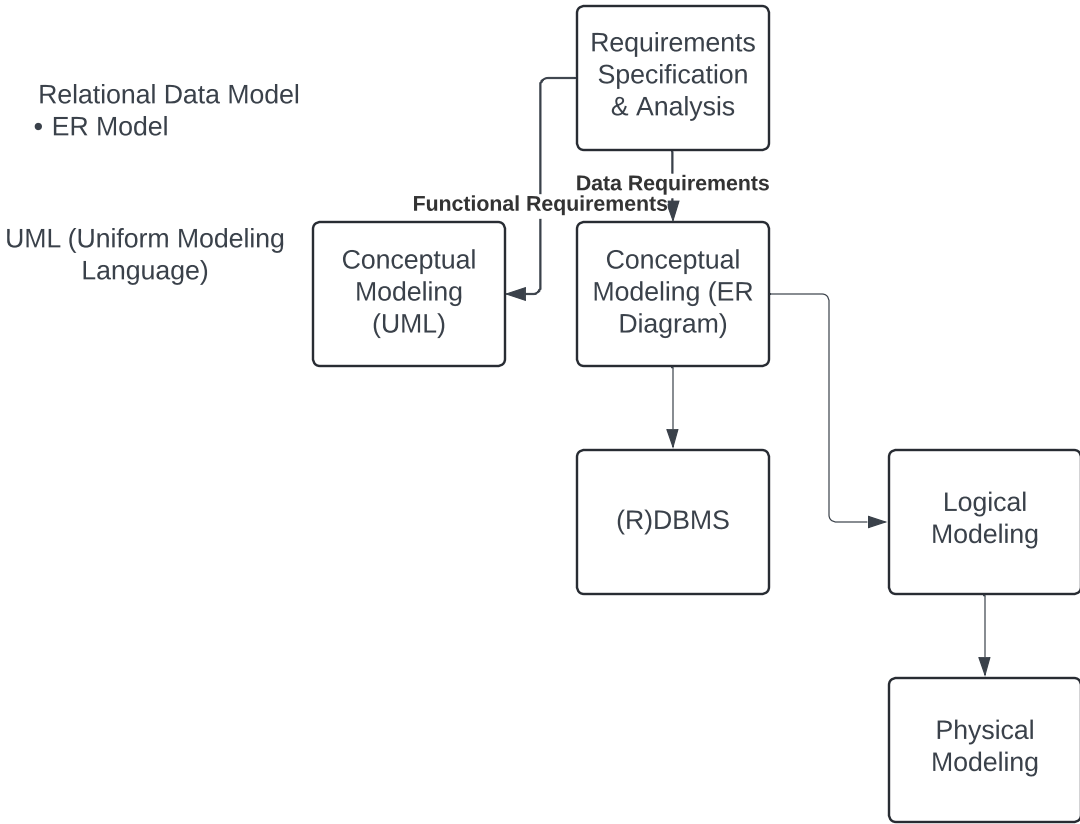 Requirements
Specification
& Analysis
Relational Data Model
• ER Model
Data Requirements
Functional Requirements
UML (Uniform Modeling
Language)
Conceptual
Modeling
(UML)
Conceptual
Modeling (ER
Diagram)
(R)DBMS
Logical
Modeling
Physical
Modeling